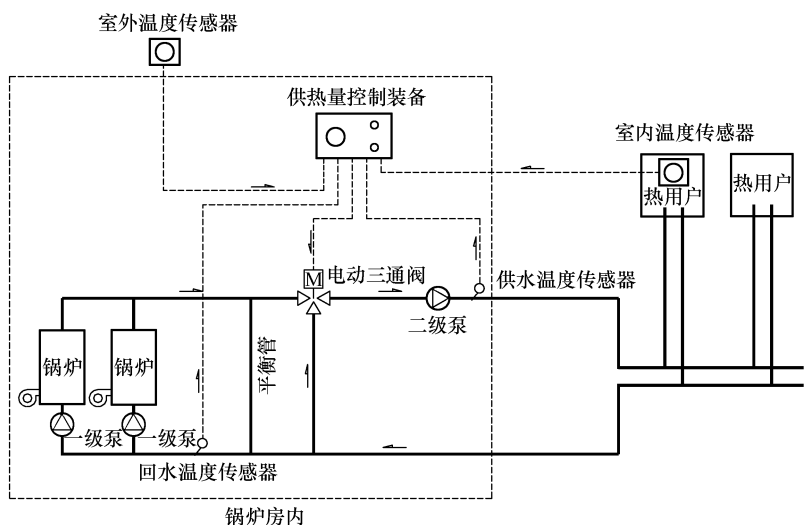 室外温度传感器
供热量控制装备
室内温度传感器
热用户
热用户
M
电动三通阀
供水温度传感器
二级泵
平衡管
锅炉
锅炉
一级泵
一级泵
回水温度传感器
锅炉房内